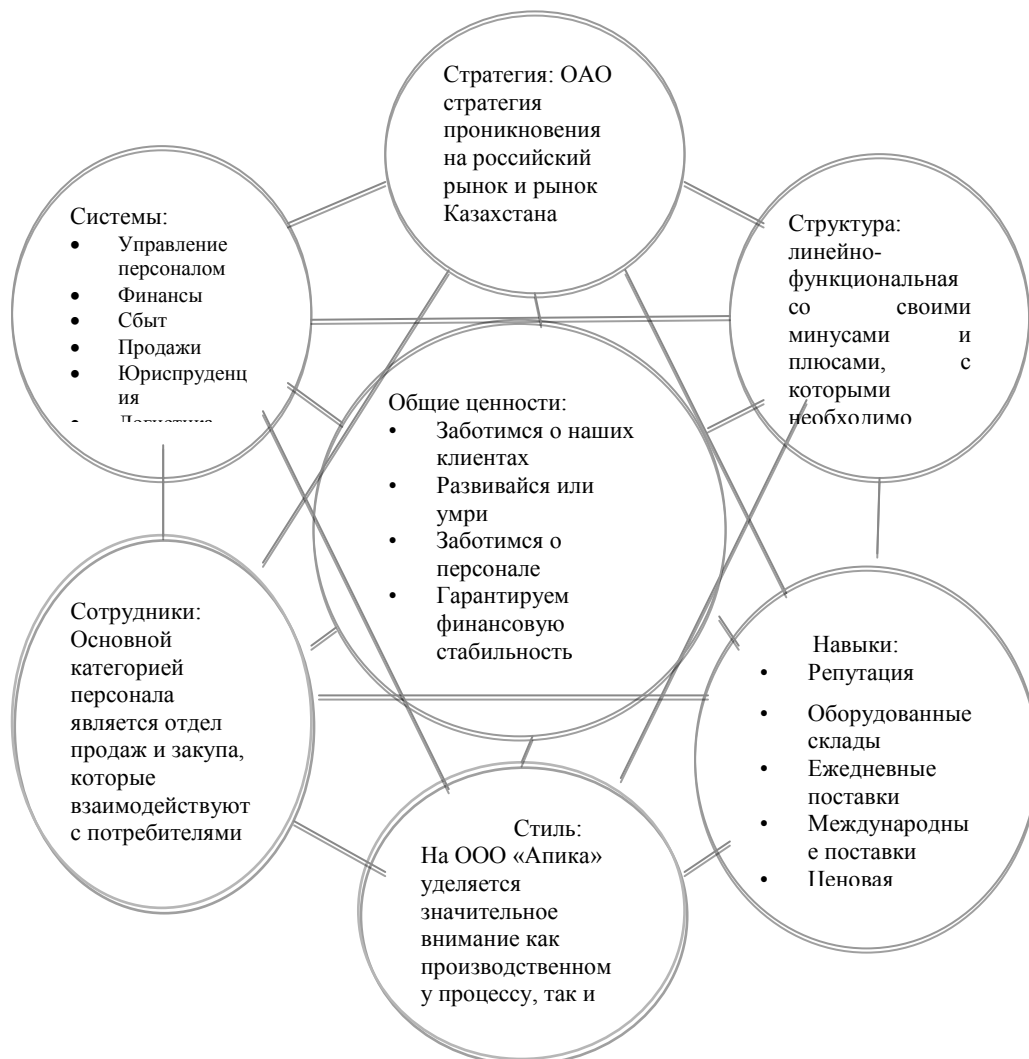 Стратегия: ОАО
стратегия
проникновения
на российский
рынок и рынок
Казахстана
Системы:
• Управление
персоналом
• Финансы
• Сбыт
• Продажи
• Юриспруденц
ия
• Логистика
Структура:
линейно-
функциональная
со своими
минусами и
плюсами, с
которыми
необходимо
Общие ценности:
• Заботимся о наших
клиентах
• Развивайся или
умри
• Заботимся о
персонале
• Гарантируем
финансовую
стабильность
Сотрудники:
Основной
категорией
персонала
является отдел
продаж и закупа,
которые
взаимодействуют
с потребителями
Навыки:
• Репутация
• Оборудованные
склады
• Ежедневные
поставки
• Международны
е поставки
• Ценовая
Стиль:
На ООО «Апика»
уделяется
значительное
внимание как
производственном
у процессу, так и